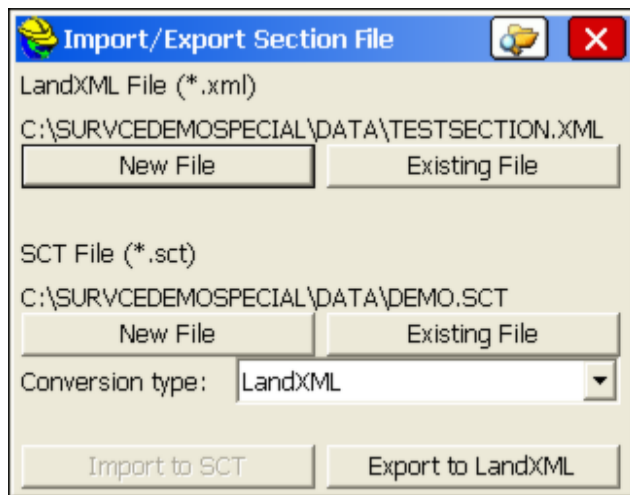 Import/Export Section File
LandXML File (*.xml)
C:\SURVCEDEMOSPECIAL\DATA\TESTSECTION.XML
New File Existing File
SCT File (*.sct)
C:\SURVCEDEMOSPECIAL\DATA\DEMO.SCT
New File Existing File
Conversion type: LandXML
Import to SCT Export to LandXML